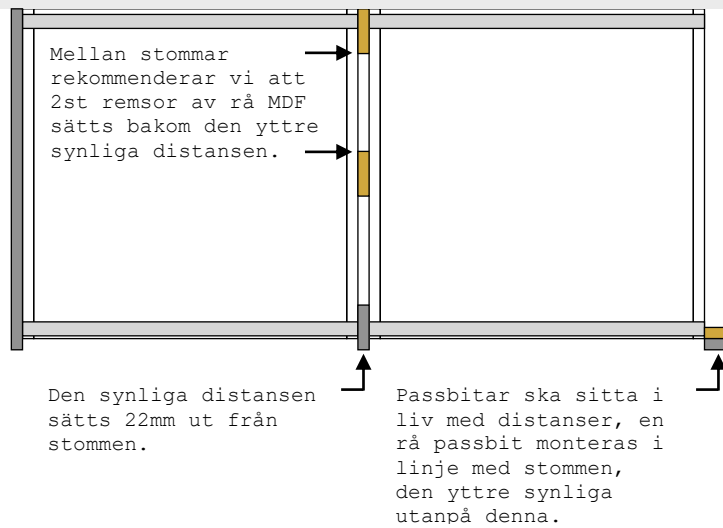 Mellan stommar
rekommenderar vi att
2st remsor av rå MDF
sätts bakom den yttre
synliga distansen.
Den synliga distansen
sätts 22mm ut från
stommen.
Passbitar ska sitta i
liv med distanser, en
rå passbit monteras i
linje med stommen,
den yttre synliga
utanpå denna.